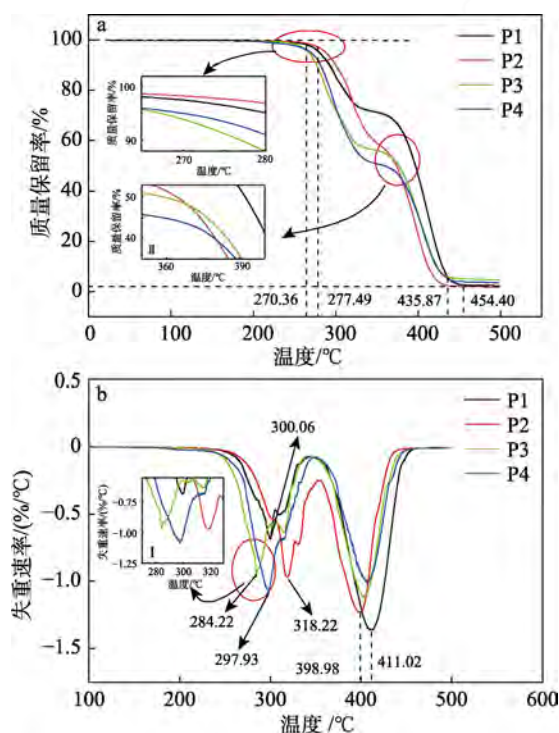 a
100
80
60
40
20
0
质量保留率/%
P1
P2
P3
P4
100
90
质量保留率/%
270
280
温度/℃
50
40
质量保留率/%
Ⅱ
360
390
温度/℃
270.36
277.49
435.87
454.40
0
100
200
300
400
500
温度/℃
b
0.5
0
-0.5
-1.0
-1.5
失重速率/(%/℃)
P1
P2
P3
P4
300.06
-0.75
-1.00
-1.25
失重速率/(%/℃)
I
280
300
320
温度/℃
284.22
297.93
318.22
398.98
411.02
100
200
300
400
500
600
温度/℃